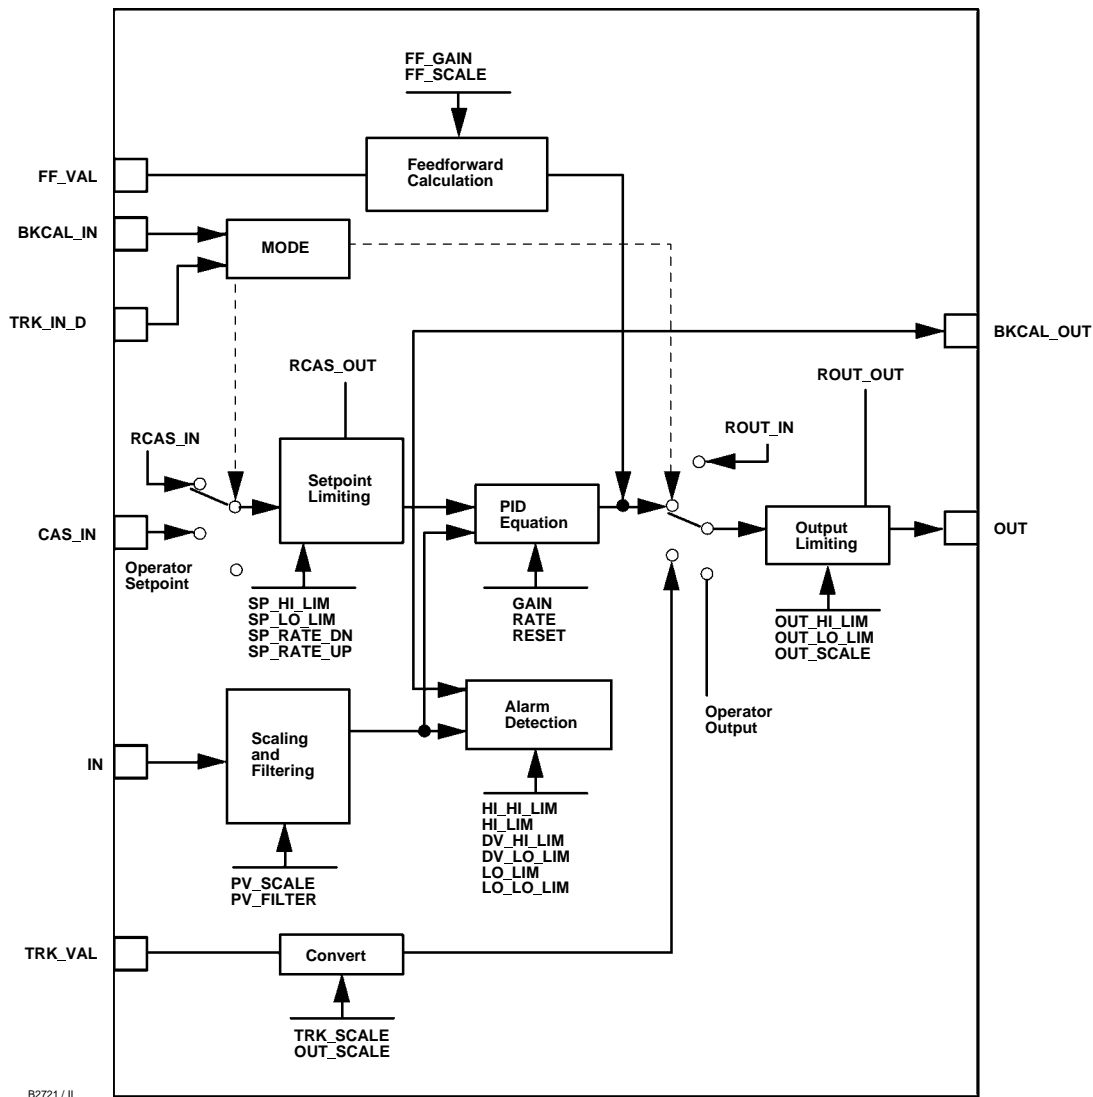 FF_GAIN
FF_SCALE
Feedforward
Calculation
FF_VAL
BKCAL_IN
MODE
TRK_IN_D
BKCAL_OUT
RCAS_OUT
ROUT_OUT
RCAS_IN
ROUT_IN
Setpoint
Limiting
PID
Equation
Output
Limiting
CAS_IN
OUT
Operator
Setpoint
SP_HI_LIM
SP_LO_LIM
SP_RATE_DN
SP_RATE_UP
GAIN
RATE
RESET
OUT_HI_LIM
OUT_LO_LIM
OUT_SCALE
Alarm
Detection
Operator
Output
Scaling
and
Filtering
IN
HI_HI_LIM
HI_LIM
DV_HI_LIM
DV_LO_LIM
LO_LIM
LO_LO_LIM
PV_SCALE
PV_FILTER
TRK_VAL
Convert
TRK_SCALE
OUT_SCALE
B2721 / IL